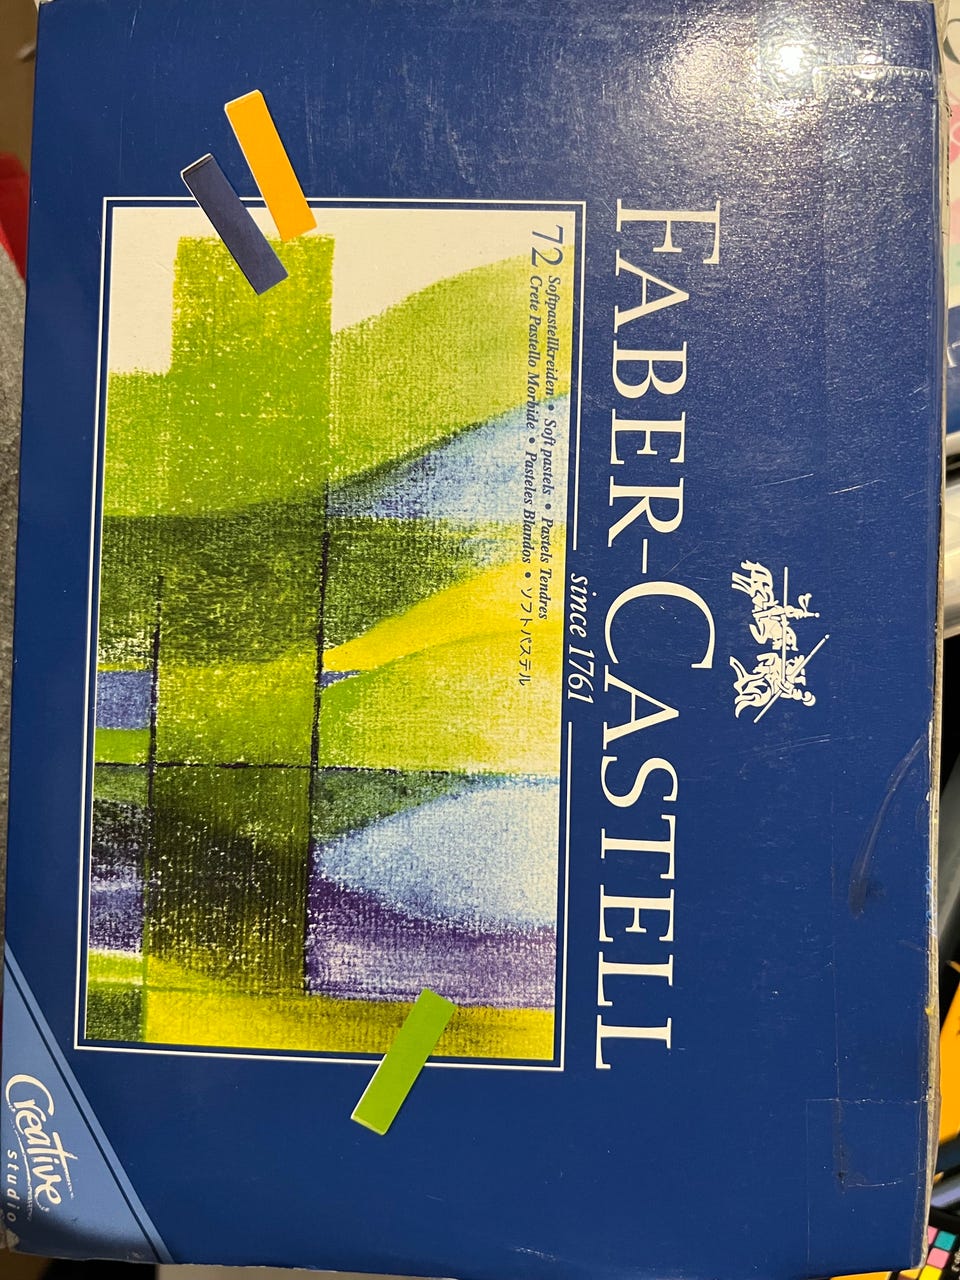 FABER-CASTELL
since 1761
72 Softpastellkreiden • Soft pastels • Pastels Tendres
Crete Pastello Morbide • Pasteles Blandos • ソフトパステル
Creative
studio